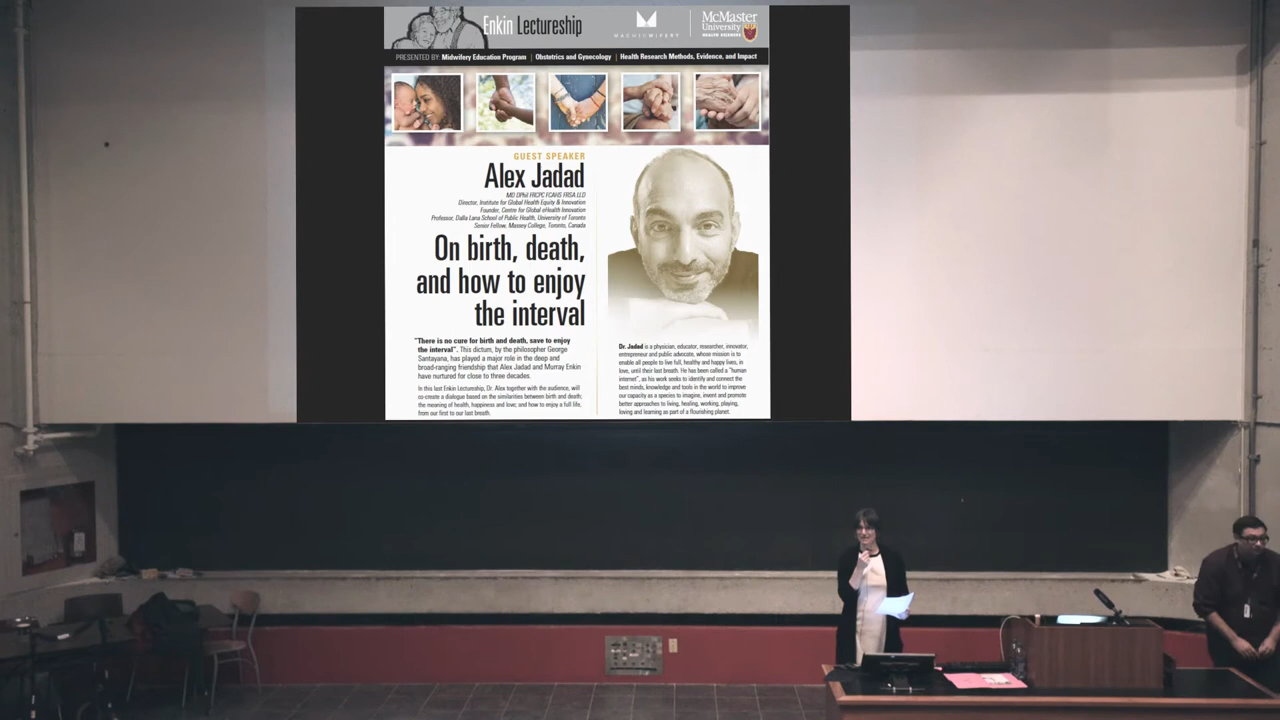 Enkin Lectureship
MACMIDWIFERY
McMaster
University
HEALTH SCIENCES
PRESENTED BY: Midwifery Education Program | Obstetrics and Gynecology | Health Research Methods, Evidence, and Impact
GUEST SPEAKER
Alex Jadad
MD DPhil FRCPC FCAHS FRSA LLD
Director, Institute for Global Health Equity & Innovation
Founder, Centre for Global eHealth Innovation
Professor, Dalla Lana School of Public Health, University of Toronto
Senior Fellow, Massey College, Toronto, Canada
On birth, death,
and how to enjoy
the interval
"There is no cure for birth and death, save to enjoy
the interval". This dictum, by the philosopher George
Santayana, has played a major role in the deep and
broad-ranging friendship that Alex Jadad and Murray Enkin
have nurtured for close to three decades.
In this last Enkin Lectureship, Dr. Alex together with the audience, will
co-create a dialogue based on the similarities between birth and death;
the meaning of health, happiness and love; and how to enjoy a full life,
from our first to our last breath.
Dr. Jadad is a physician, educator, researcher, innovator,
entrepreneur and public advocate, whose mission is to
enable all people to live full, healthy and happy lives, in
love, until their last breath. He has been called a "human
internet", as his work seeks to identify and connect the
best minds, knowledge and tools in the world to improve
our capacity as a species to imagine, invent and promote
better approaches to living, healing, working, playing,
loving and learning as part of a flourishing planet.